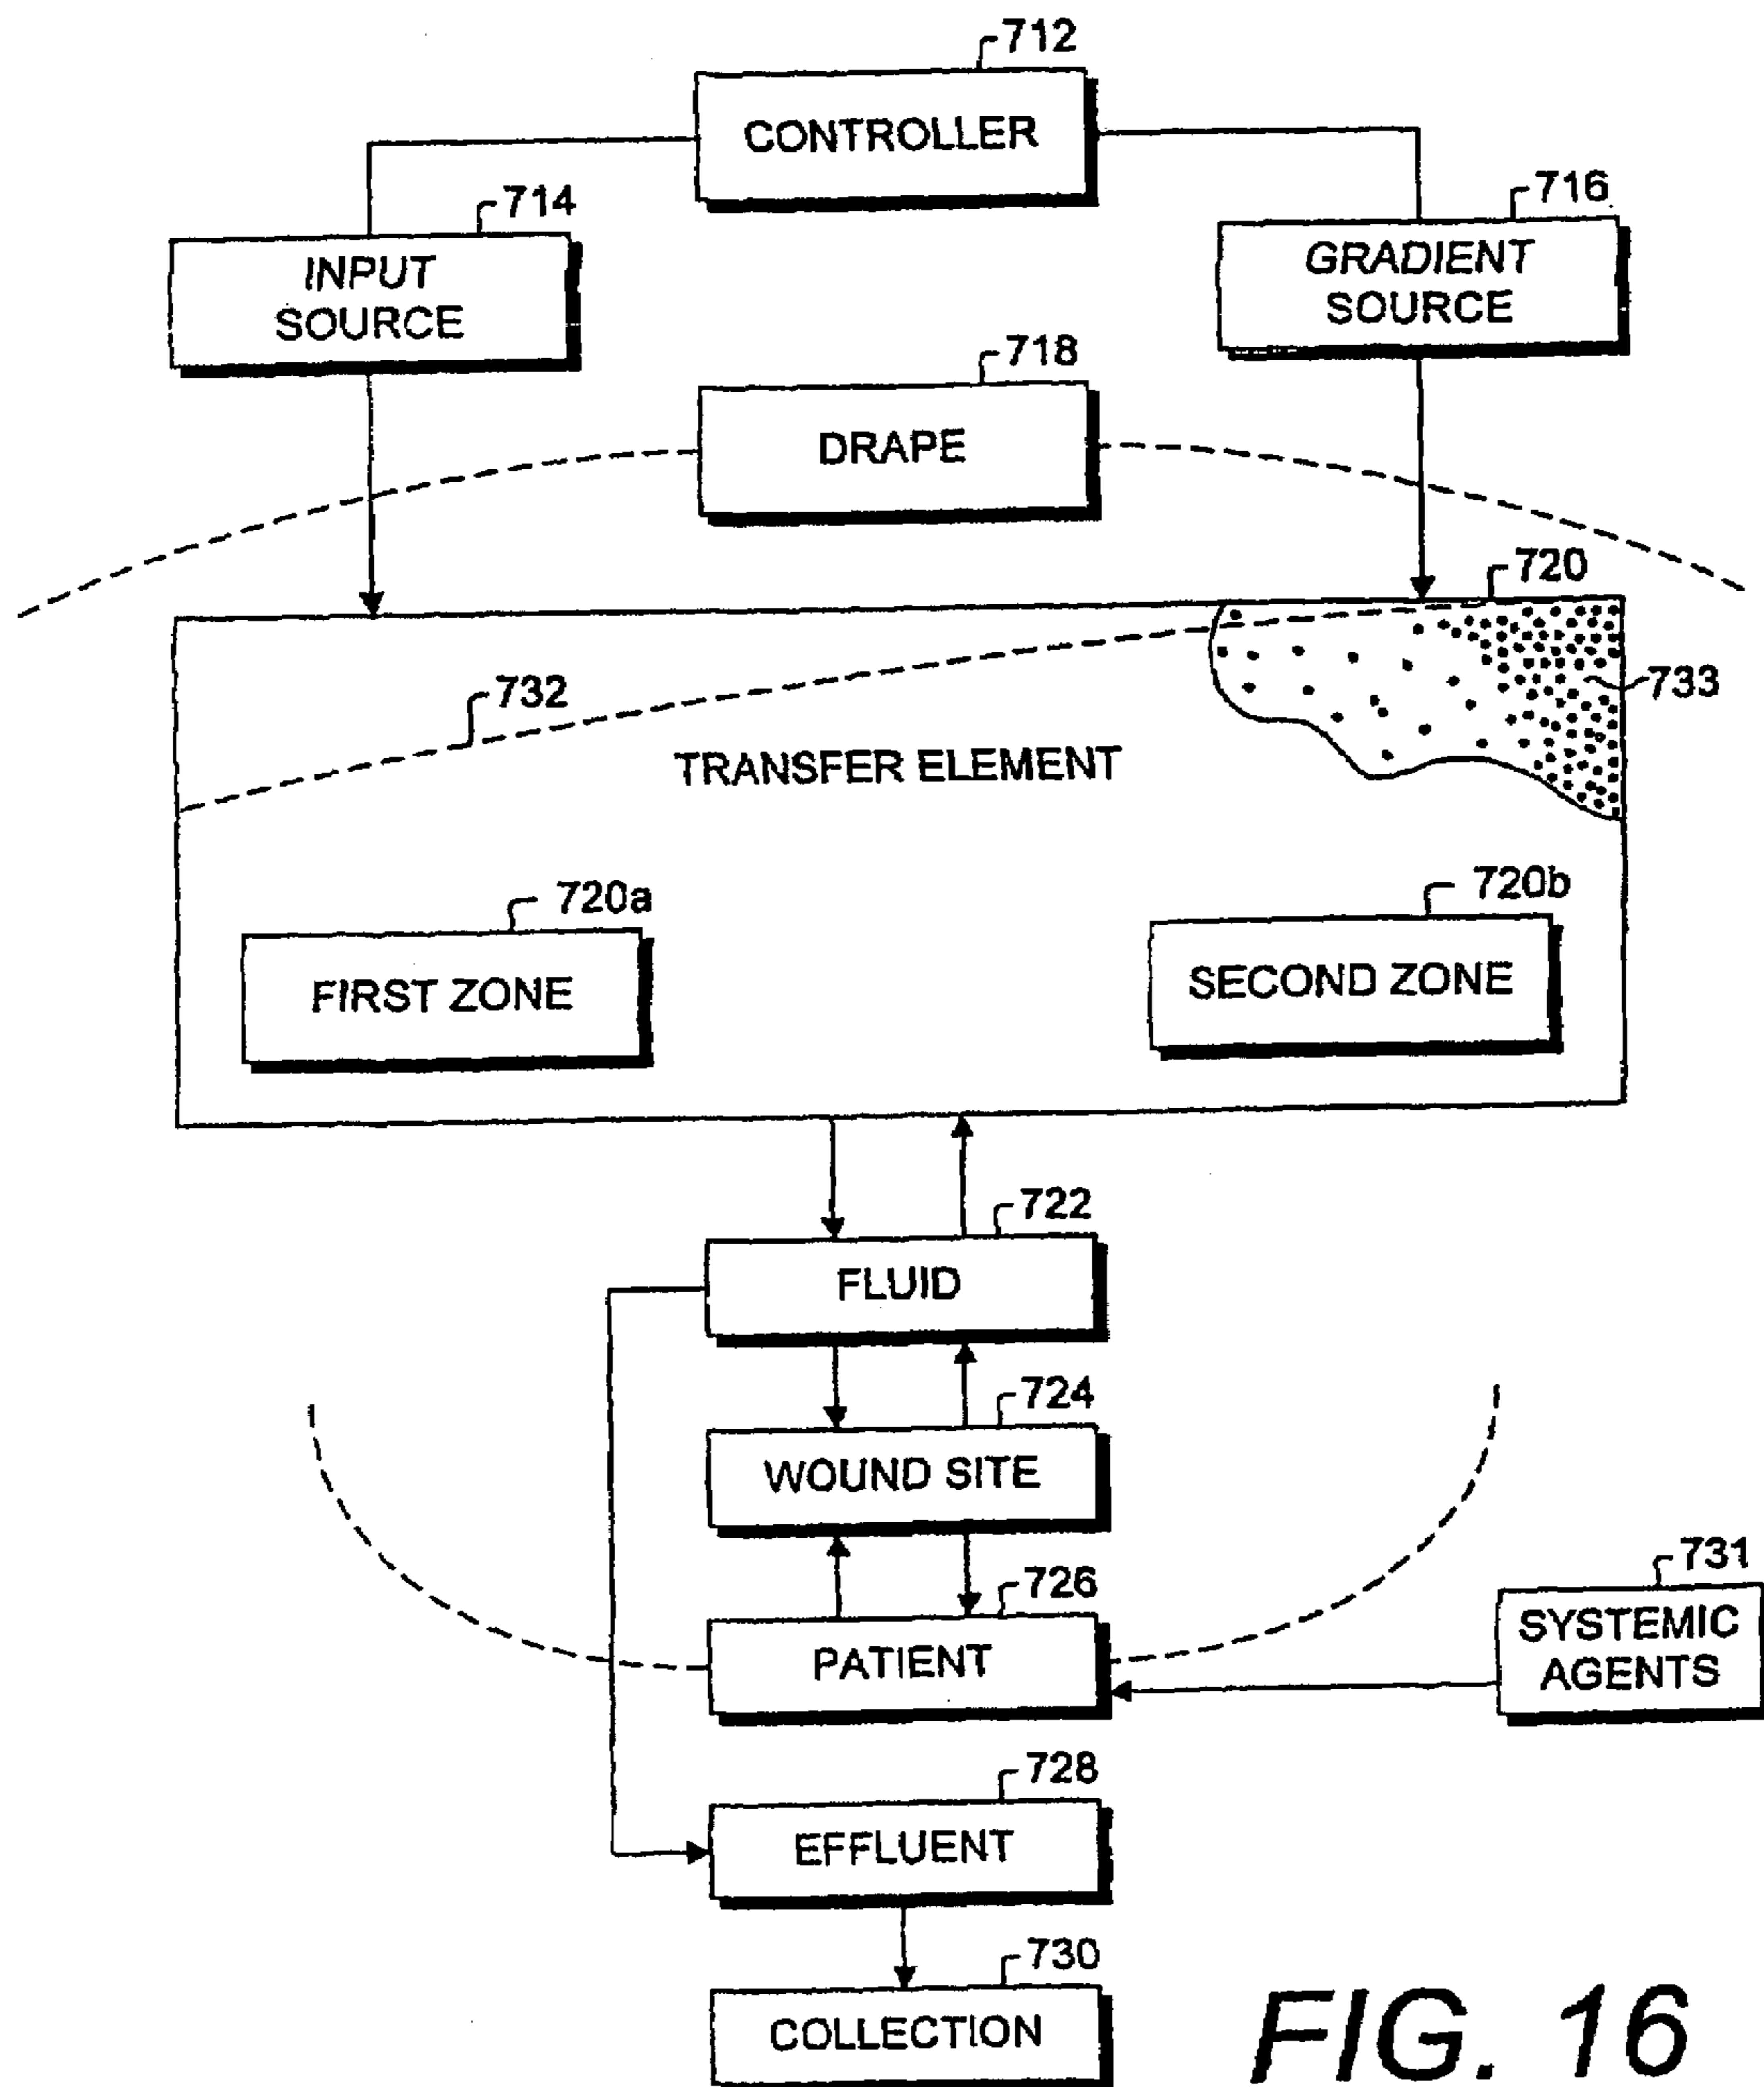 712
CONTROLLER
714
716
INPUT
SOURCE
GRADIENT
SOURCE
718
DRAPE
720
732
733
TRANSFER ELEMENT
720a
720b
FIRST ZONE
SECOND ZONE
722
FLUID
724
WOUND SITE
726
731
PATIENT
SYSTEMIC
AGENTS
728
EFFLUENT
730
COLLECTION
FIG. 16